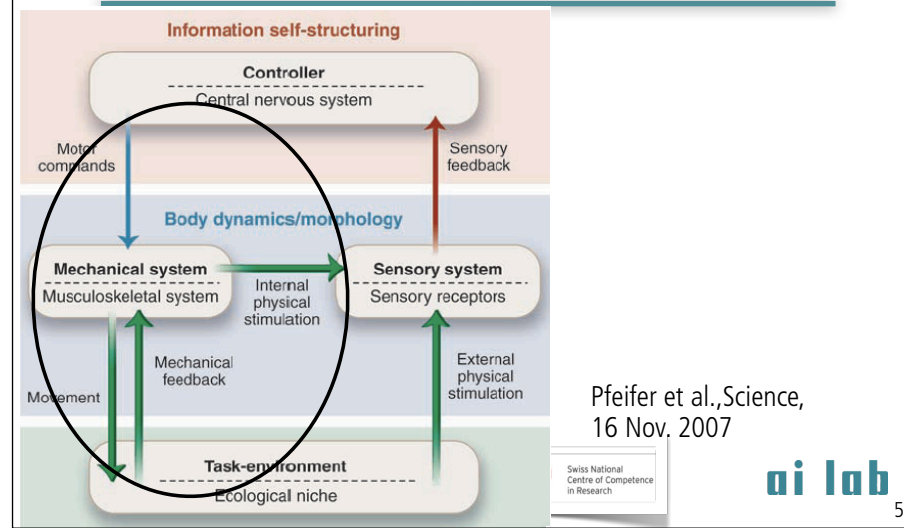 Information self-structuring
Controller
Central nervous system
Motor
commands
Sensory
feedback
Body dynamics/morphology
Mechanical system
Musculoskeletal system
Internal
physical
stimulation
Sensory system
Sensory receptors
Mechanical
feedback
Movement
External
physical
stimulation
Task-environment
Ecological niche
Pfeifer et al.,Science,
16 Nov. 2007
Swiss National
Centre of Competence
in Research
ai lab
5